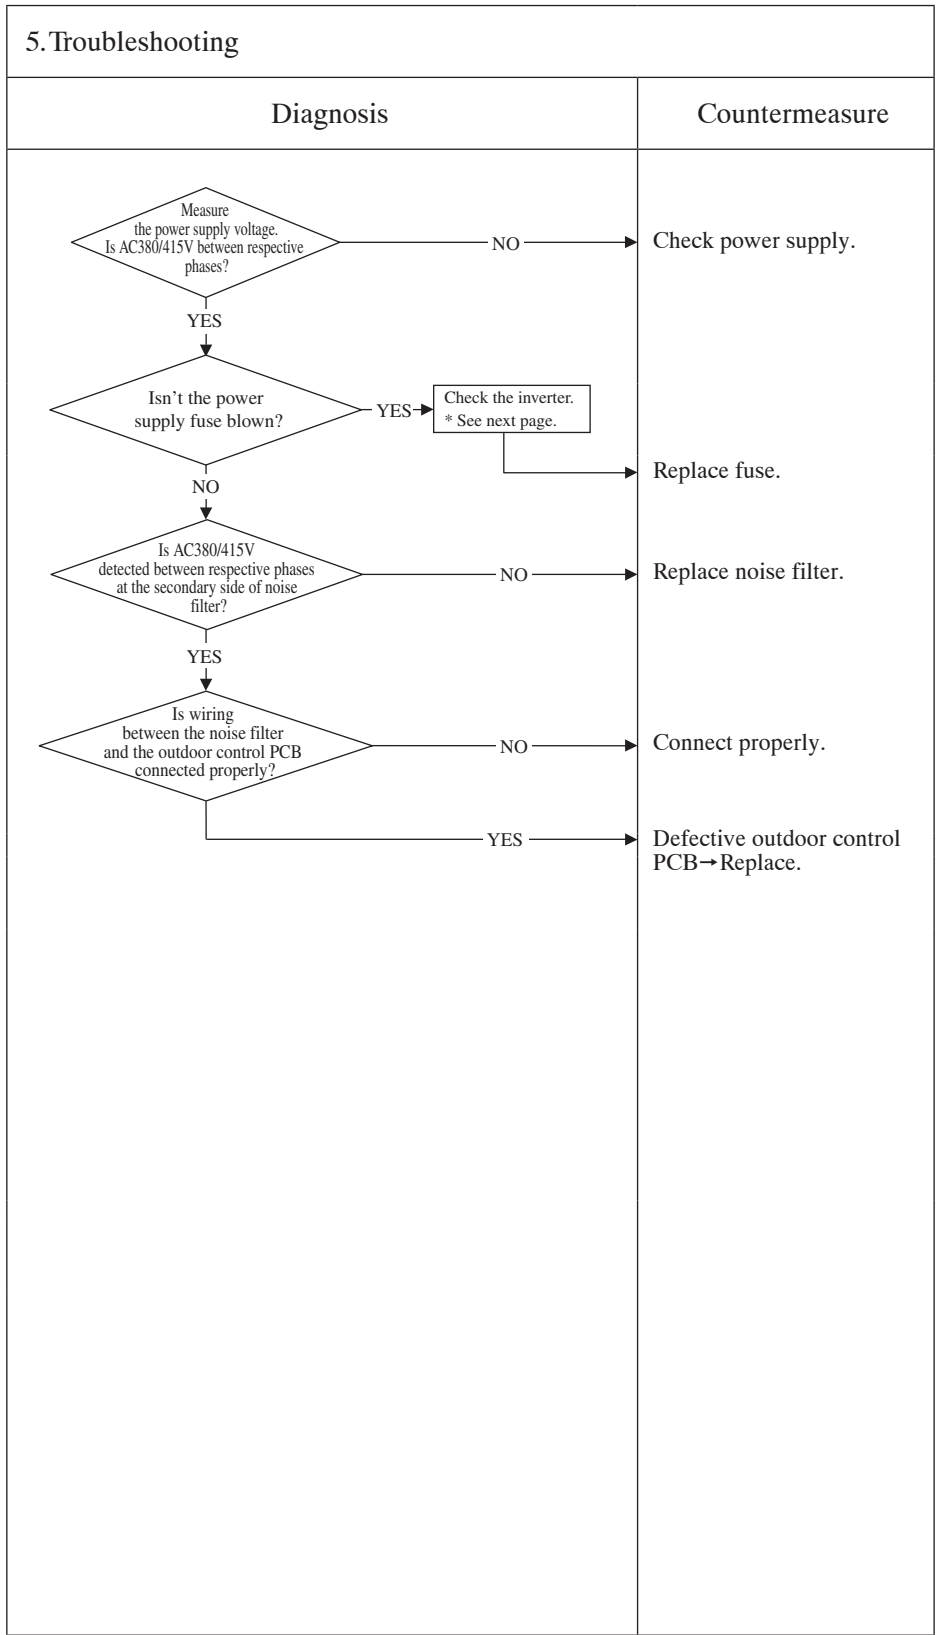 5.Troubleshooting
Diagnosis
Countermeasure
Measure
the power supply voltage.
Is AC380/415V between respective
phases?
NO
Check power supply.
YES
Isn't the power
supply fuse blown?
YES
Check the inverter.
* See next page.
Replace fuse.
NO
Is AC380/415V
detected between respective phases
at the secondary side of noise
filter?
NO
Replace noise filter.
YES
Is wiring
between the noise filter
and the outdoor control PCB
connected properly?
NO
Connect properly.
YES
Defective outdoor control
PCB→Replace.